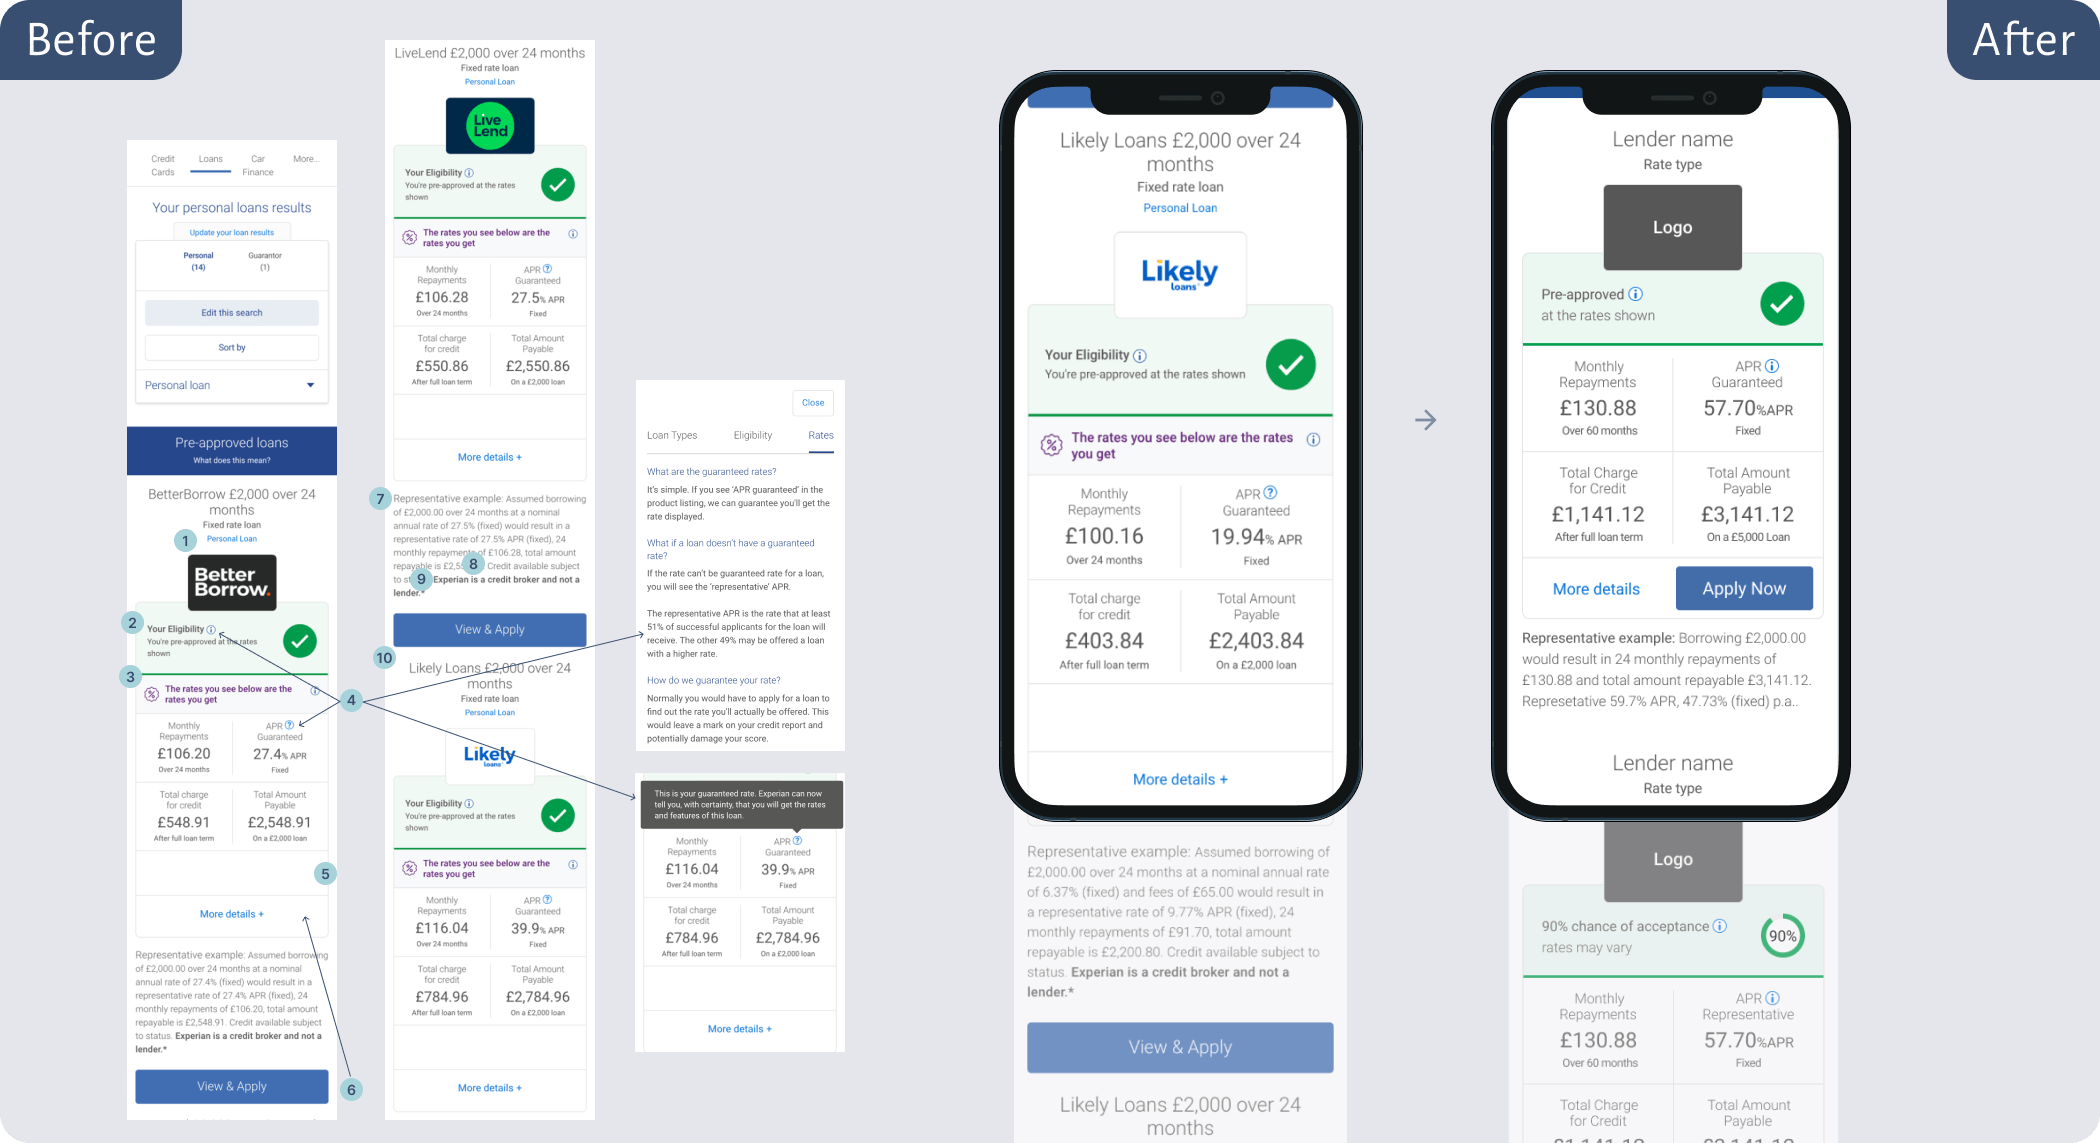 Before
After
Credit
Cards
Loans
Car
Finance
More...
Your personal loans results
Update your loan results
Personal
(14)
Guarantor
(1)
Edit this search
Sort by
Personal loan
Pre-approved loans
What does this mean?
BetterBorrow £2,000 over 24
months
Fixed rate loan
1
Personal Loan
Better
Borrow.
2
Your Eligibility
You're pre-approved at the rates
shown
3
The rates you see below are the
rates you get
Monthly
Repayments
£106.20
Over 24 months
APR
Guaranteed
27.4% APR
Fixed
Total charge
for credit
£548.91
After full loan term
Total Amount
Payable
£2,548.91
On a £2,000 loan
5
More details +
Representative example: Assumed borrowing
of £2,000.00 over 24 months at a nominal
annual rate of 27.4% (fixed) would result in a
representative rate of 27.4% APR (fixed), 24
monthly repayments of £106.20, total amount
repayable is £2,548.91. Credit available subject
to status. Experian is a credit broker and not a
lender.*
View & Apply
4
6
LiveLend £2,000 over 24 months
Fixed rate loan
Personal Loan
Live
Lend
Your Eligibility
You're pre-approved at the rates
shown
The rates you see below are the
rates you get
Monthly
Repayments
£106.28
Over 24 months
APR
Guaranteed
27.5% APR
Fixed
Total charge
for credit
£550.86
After full loan term
Total Amount
Payable
£2,550.86
On a £2,000 loan
More details +
7
Representative example: Assumed borrowing
of £2,000.00 over 24 months at a nominal
annual rate of 27.5% (fixed) would result in a
representative rate of 27.5% APR (fixed), 24
monthly repayments of £106.28, total amount
repayable is 8 Credit available subject
9 Experian is a credit broker and not a
lender.*
View & Apply
10
Likely Loans £2,000 over 24
months
Fixed rate loan
Personal Loan
Likely
loans
Your Eligibility
You're pre-approved at the rates
shown
The rates you see below are the
rates you get
Monthly
Repayments
£116.04
Over 24 months
APR
Guaranteed
39.9% APR
Fixed
Total charge
for credit
£784.96
After full loan term
Total Amount
Payable
£2,784.96
On a £2,000 loan
More details +
Close
Loan Types
Eligibility
Rates
What are the guaranteed rates?
It's simple. If you see 'APR guaranteed' in the
product listing, we can guarantee you'll get the
rate displayed.
What if a loan doesn't have a guaranteed
rate?
If the rate can't be guaranteed rate for a loan,
you will see the 'representative' APR.
The representative APR is the rate that at least
51% of successful applicants for the loan will
receive. The other 49% may be offered a loan
with a higher rate.
How do we guarantee your rate?
Normally you would have to apply for a loan to
find out the rate you'll actually be offered. This
would leave a mark on your credit report and
potentially damage your score.
This is your guaranteed rate. Experian can now
tell you, with certainty, that you will get the rates
and features of this loan.
Monthly
Repayments
£116.04
Over 24 months
APR
Guaranteed
39.9% APR
Fixed
Total charge
for credit
£784.96
After full loan term
Total Amount
Payable
£2,784.96
On a £2,000 loan
More details +
Likely Loans £2,000 over 24
months
Fixed rate loan
Personal Loan
Likely
loans
Your Eligibility
You're pre-approved at the rates shown
The rates you see below are the rates
you get
Monthly
Repayments
£100.16
Over 24 months
APR
Guaranteed
19.94% APR
Fixed
Total charge
for credit
£403.84
After full loan term
Total Amount
Payable
£2,403.84
On a £2,000 loan
More details +
Representative example: Assumed borrowing of
£2,000.00 over 24 months at a nominal annual rate
of 6.37% (fixed) and fees of £65.00 would result in
a representative rate of 9.77% APR (fixed), 24
monthly repayments of £91.70, total amount
repayable is £2,200.80. Credit available subject to
status. Experian is a credit broker and not a
lender.*
View & Apply
Likely Loans £2,000 over 24
months
Lender name
Rate type
Logo
Pre-approved
at the rates shown
Monthly
Repayments
£130.88
Over 60 months
APR
Guaranteed
57.70%APR
Fixed
Total Charge
for Credit
£1,141.12
After full loan term
Total Amount
Payable
£3,141.12
On a £5,000 Loan
More details
Apply Now
Representative example: Borrowing £2,000.00
would result in 24 monthly repayments of
£130.88 and total amount repayable £3,141.12.
Represetative 59.7% APR, 47.73% (fixed) p.a..
Lender name
Rate type
Logo
90% chance of acceptance
rates may vary
90%
Monthly
Repayments
£130.88
Over 60 months
APR
Representative
57.70%APR
Fixed
Total Charge
for Credit
Total Amount
Payable